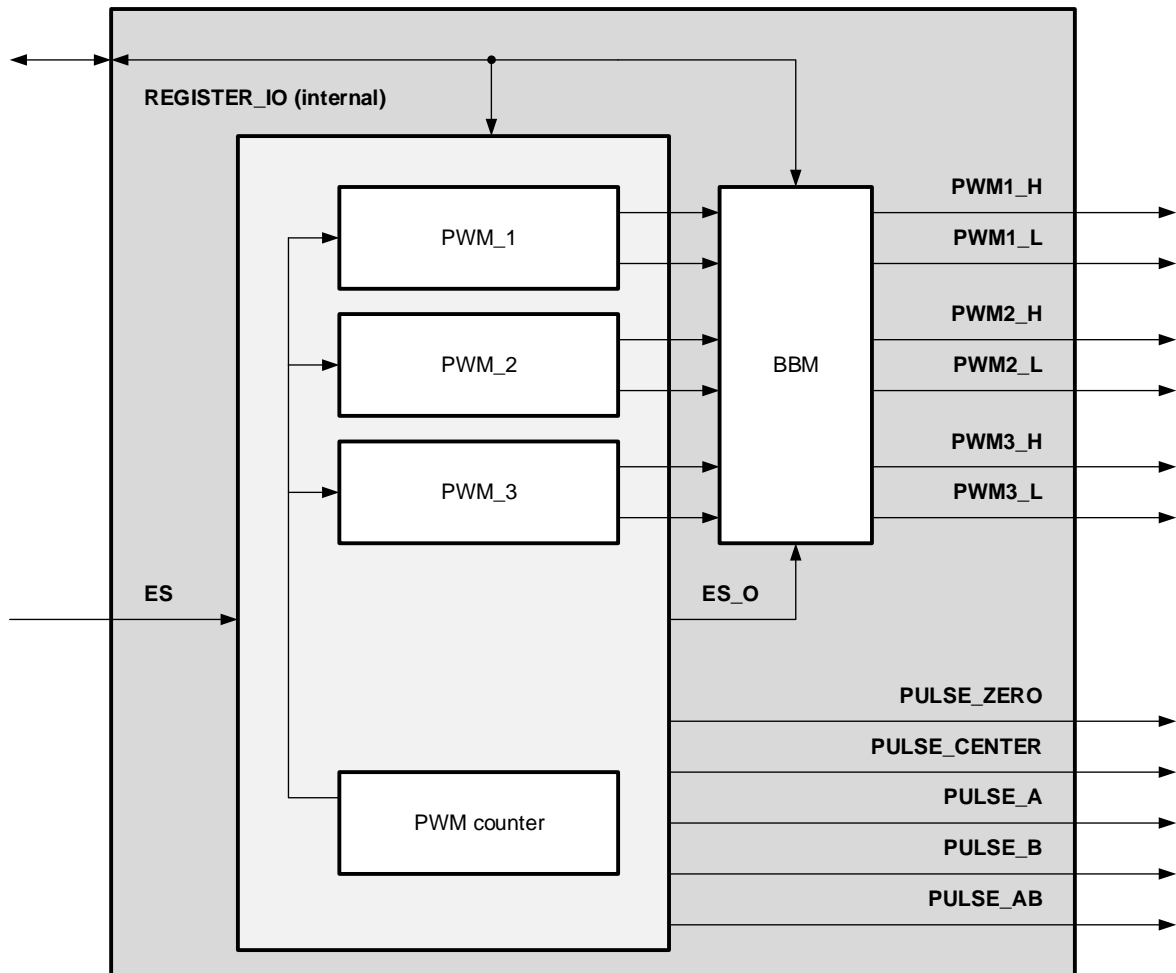 REGISTER_IO (internal)
PWM1_H
PWM_1
PWM1_L
PWM2_H
PWM_2
BBM
PWM2_L
PWM3_H
PWM_3
PWM3_L
ES
ES_O
PULSE_ZERO
PULSE_CENTER
PULSE_A
PWM counter
PULSE_B
PULSE_AB